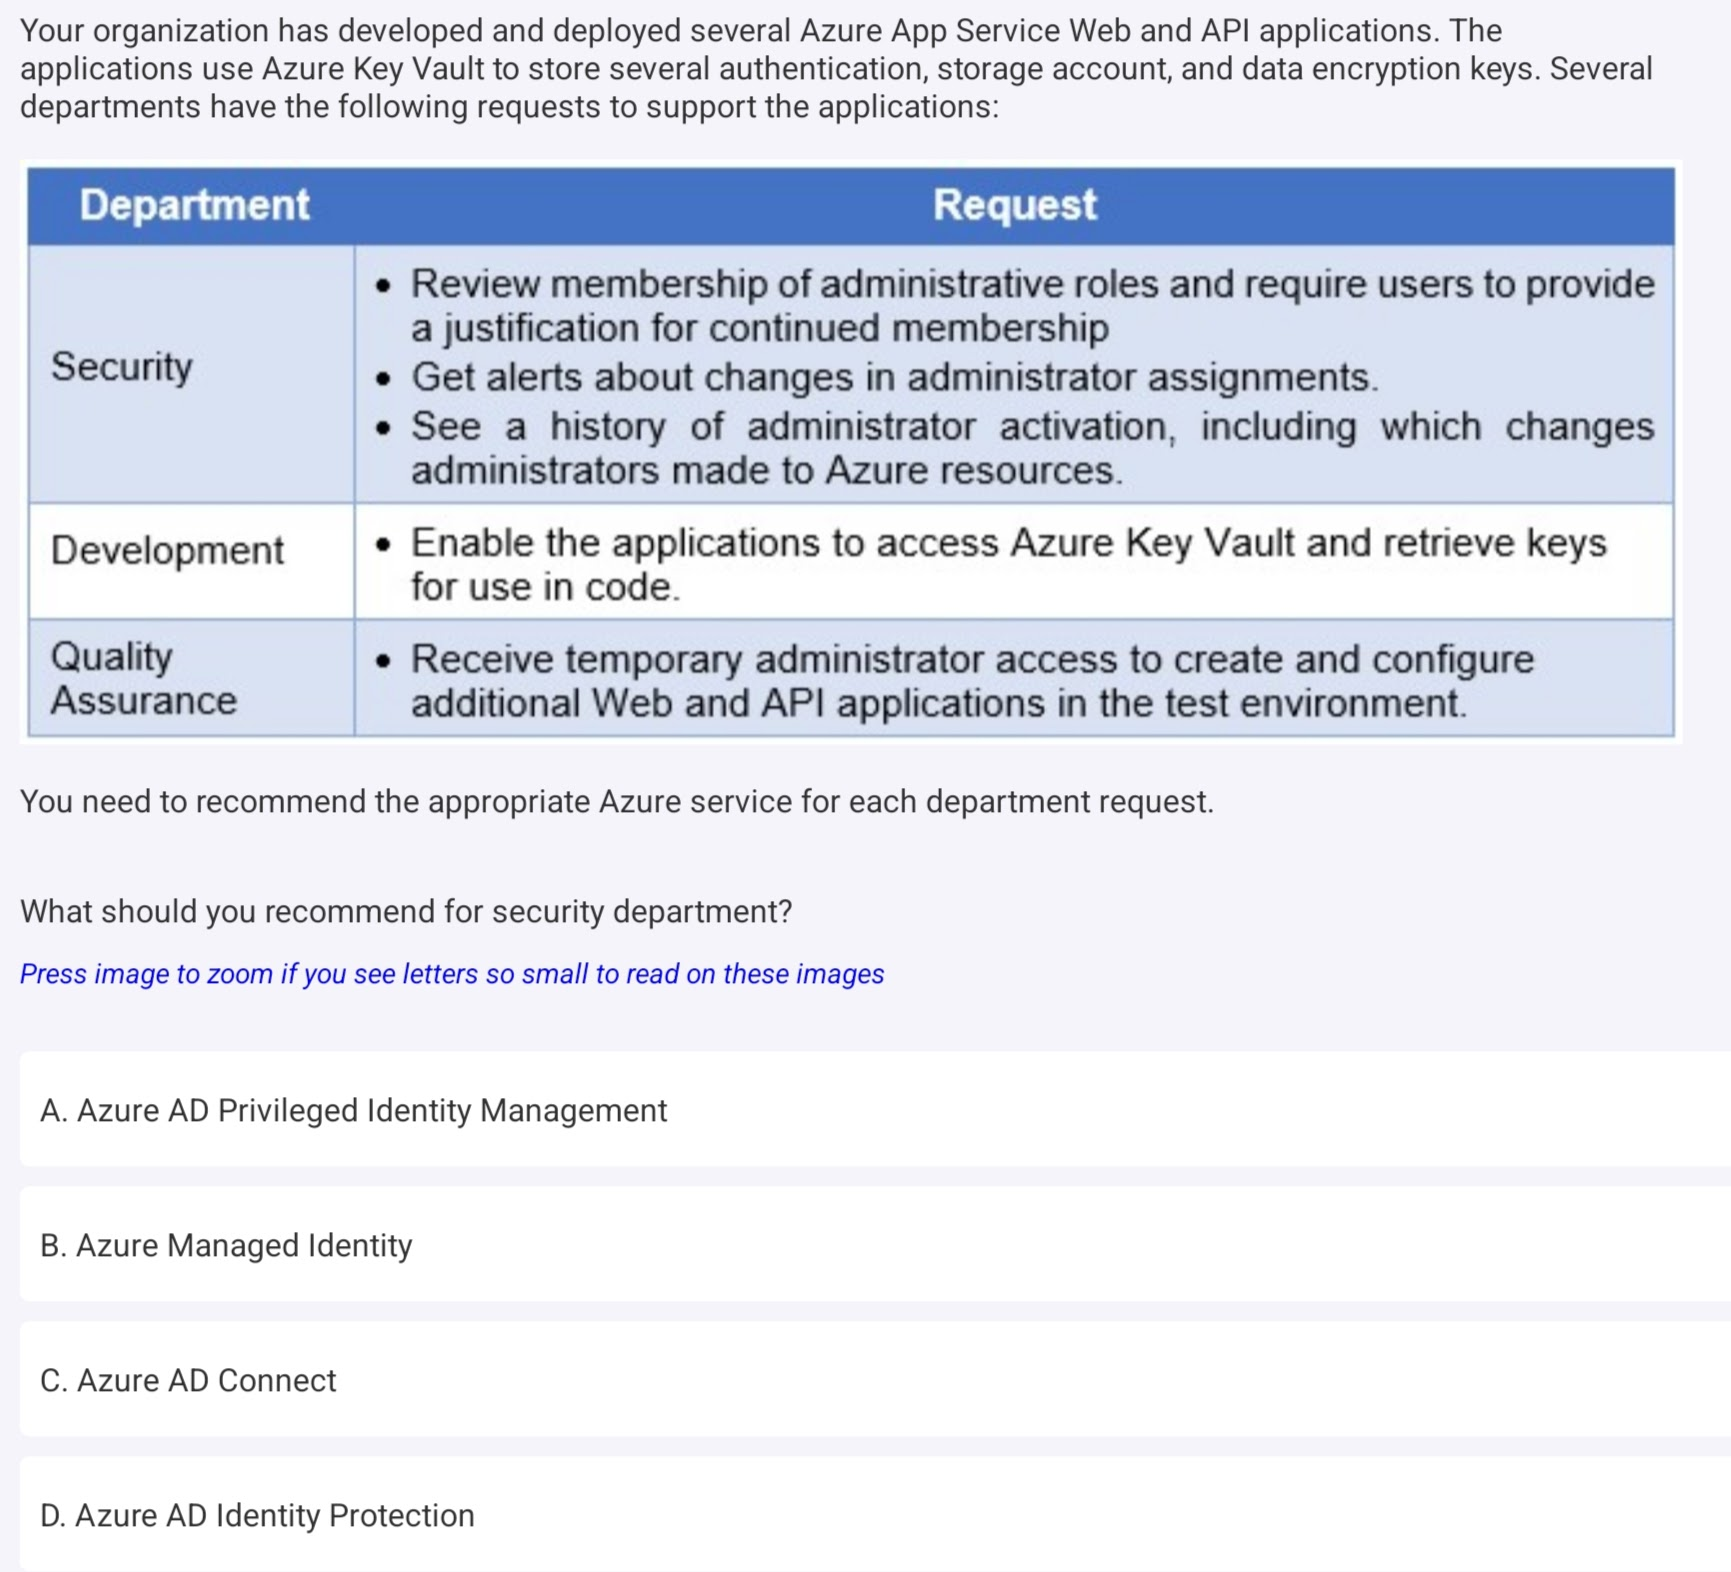 Your organization has developed and deployed several Azure App Service Web and API applications. The
applications use Azure Key Vault to store several authentication, storage account, and data encryption keys. Several
departments have the following requests to support the applications:
Department Request
Security
• Review membership of administrative roles and require users to provide
a justification for continued membership
• Get alerts about changes in administrator assignments.
• See a history of administrator activation, including which changes
administrators made to Azure resources.
Development
• Enable the applications to access Azure Key Vault and retrieve keys
for use in code.
Quality
Assurance
• Receive temporary administrator access to create and configure
additional Web and API applications in the test environment.
You need to recommend the appropriate Azure service for each department request.
What should you recommend for security department?
Press image to zoom if you see letters so small to read on these images
A. Azure AD Privileged Identity Management
B. Azure Managed Identity
C. Azure AD Connect
D. Azure AD Identity Protection